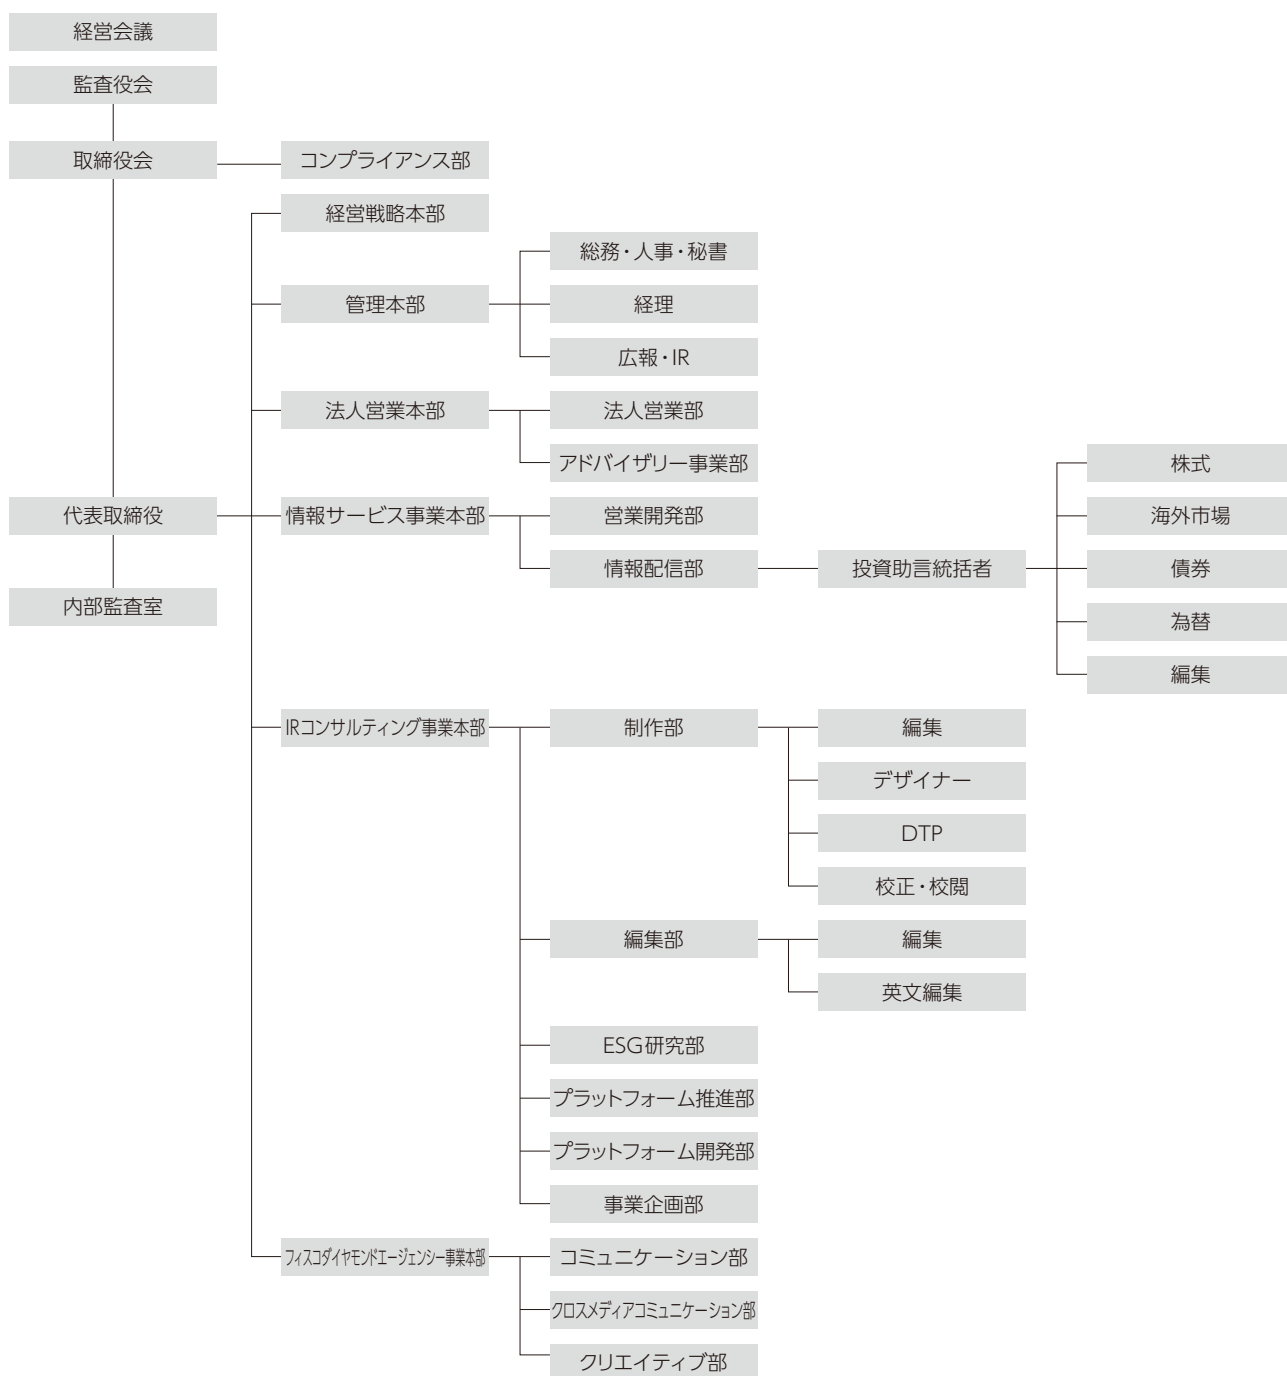 経営会議
監査役会
取締役会
コンプライアンス部
経営戦略本部
総務・人事・秘書
管理本部
経理
広報・IR
法人営業本部
法人営業部
アドバイザリー事業部
株式
代表取締役
情報サービス事業本部
営業開発部
海外市場
情報配信部
投資助言統括者
債券
内部監査室
為替
編集
IRコンサルティング事業本部
制作部
編集
デザイナー
DTP
校正・校閲
編集部
編集
英文編集
ESG研究部
プラットフォーム推進部
プラットフォーム開発部
事業企画部
フィスコダイヤモンドエージェンシー事業本部
コミュニケーション部
クロスメディアコミュニケーション部
クリエイティブ部